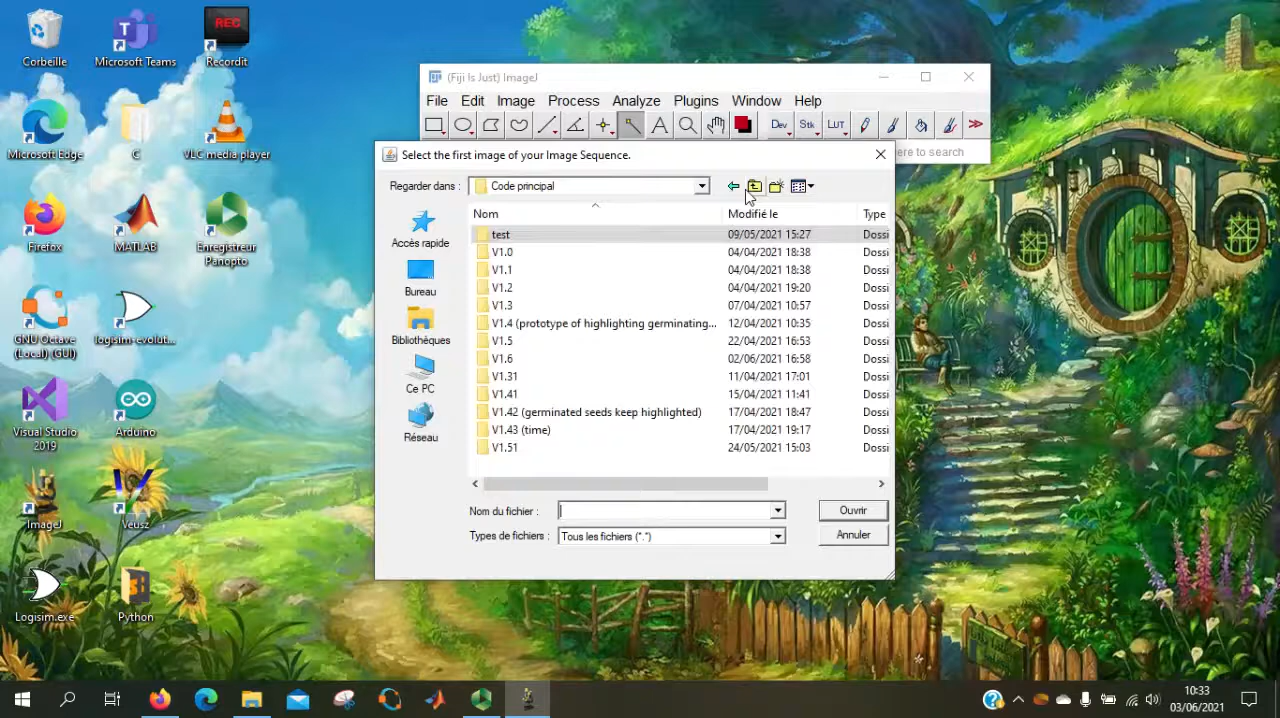 Corbeille
Microsoft Teams
REC
Recordit
Microsoft Edge
C
VLC media player
Firefox
MATLAB
Enregistreur
Panopto
GNU Octave
(Local) (GUI)
logisim-evolut...
Visual Studio
2019
Arduino
ImageJ
Veusz
Logisim.exe
Python
(Fiji Is Just) ImageJ
File Edit Image Process Analyze Plugins Window Help
Dev Stk LUT
ere to search
Select the first image of your Image Sequence.
Regarder dans :
Code principal
Accès rapide
Bureau
Bibliothèques
Ce PC
Réseau
Nom Modifié le Type
test 09/05/2021 15:27 Dossi
V1.0 04/04/2021 18:38 Dossi
V1.1 04/04/2021 18:38 Dossi
V1.2 04/04/2021 19:20 Dossi
V1.3 07/04/2021 10:57 Dossi
V1.4 (prototype of highlighting germinating... 12/04/2021 10:35 Dossi
V1.5 22/04/2021 16:53 Dossi
V1.6 02/06/2021 16:58 Dossi
V1.31 11/04/2021 17:01 Dossi
V1.41 15/04/2021 11:41 Dossi
V1.42 (germinated seeds keep highlighted) 17/04/2021 18:47 Dossi
V1.43 (time) 17/04/2021 19:17 Dossi
V1.51 24/05/2021 15:03 Dossi
Nom du fichier :
Ouvrir
Types de fichiers :
Tous les fichiers (*.*)
Annuler
10:33
03/06/2021